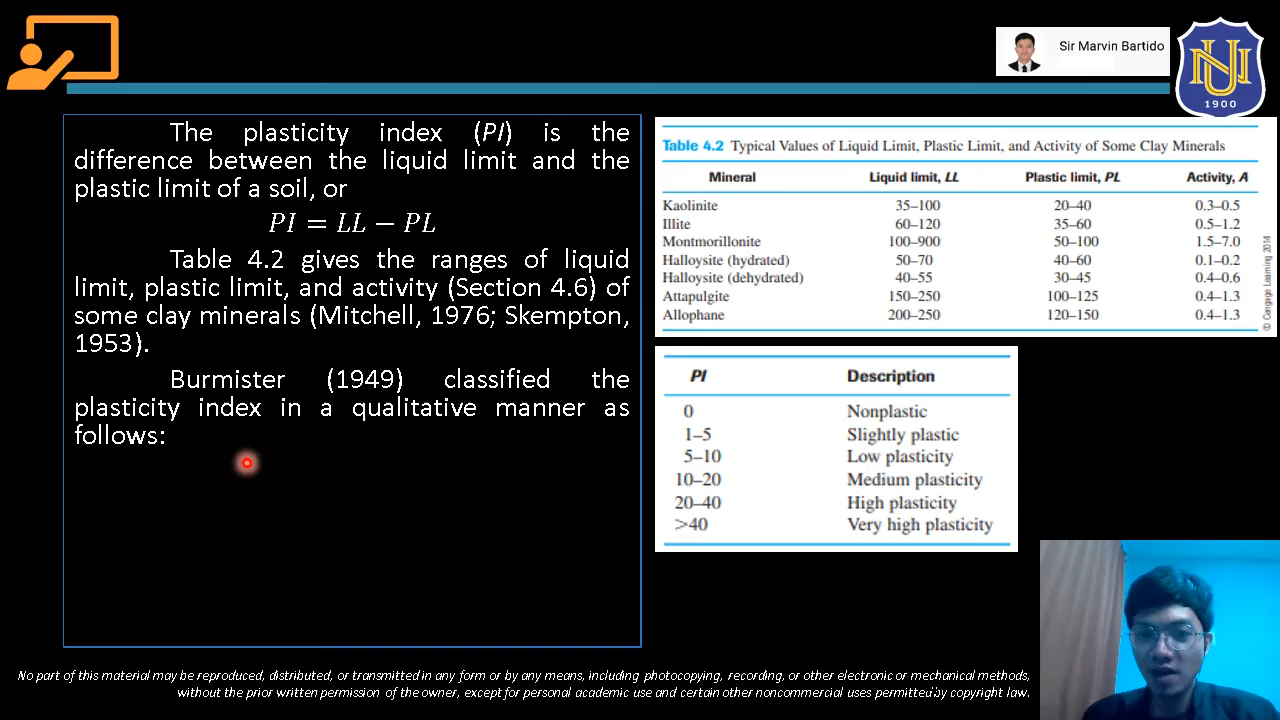 Sir Marvin Bartido
NU
1900
The plasticity index (PI) is the
difference between the liquid limit and the
plastic limit of a soil, or
PI = LL − PL
Table 4.2 gives the ranges of liquid
limit, plastic limit, and activity (Section 4.6) of
some clay minerals (Mitchell, 1976; Skempton,
1953).
Burmister (1949) classified the
plasticity index in a qualitative manner as
follows:
Table 4.2 Typical Values of Liquid Limit, Plastic Limit, and Activity of Some Clay Minerals
Mineral Liquid limit, LL Plastic limit, PL Activity, A
Kaolinite 35–100 20–40 0.3–0.5
Illite 60–120 35–60 0.5–1.2
Montmorillonite 100–900 50–100 1.5–7.0
Halloysite (hydrated) 50–70 40–60 0.1–0.2
Halloysite (dehydrated) 40–55 30–45 0.4–0.6
Attapulgite 150–250 100–125 0.4–1.3
Allophane 200–250 120–150 0.4–1.3
© Cengage Learning 2014
PI Description
0 Nonplastic
1–5 Slightly plastic
5–10 Low plasticity
10–20 Medium plasticity
20–40 High plasticity
>40 Very high plasticity
No part of this material may be reproduced, distributed, or transmitted in any form or by any means, including photocopying, recording, or other electronic or mechanical methods,
without the prior written permission of the owner, except for personal academic use and certain other noncommercial uses permitted by copyright law.